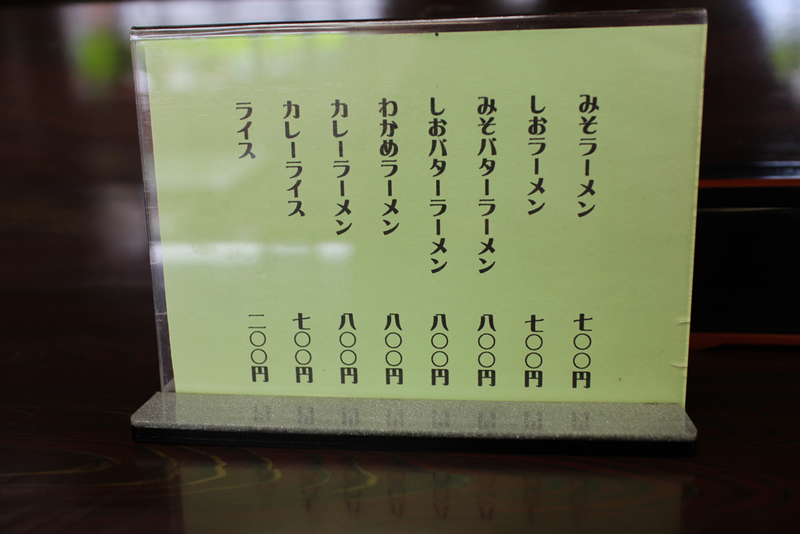 みそラーメン 七〇〇円
しおラーメン 七〇〇円
みそバターラーメン 八〇〇円
しおバターラーメン 八〇〇円
わかめラーメン 八〇〇円
カレーラーメン 八〇〇円
カレーライス 七〇〇円
ライス 二〇〇円